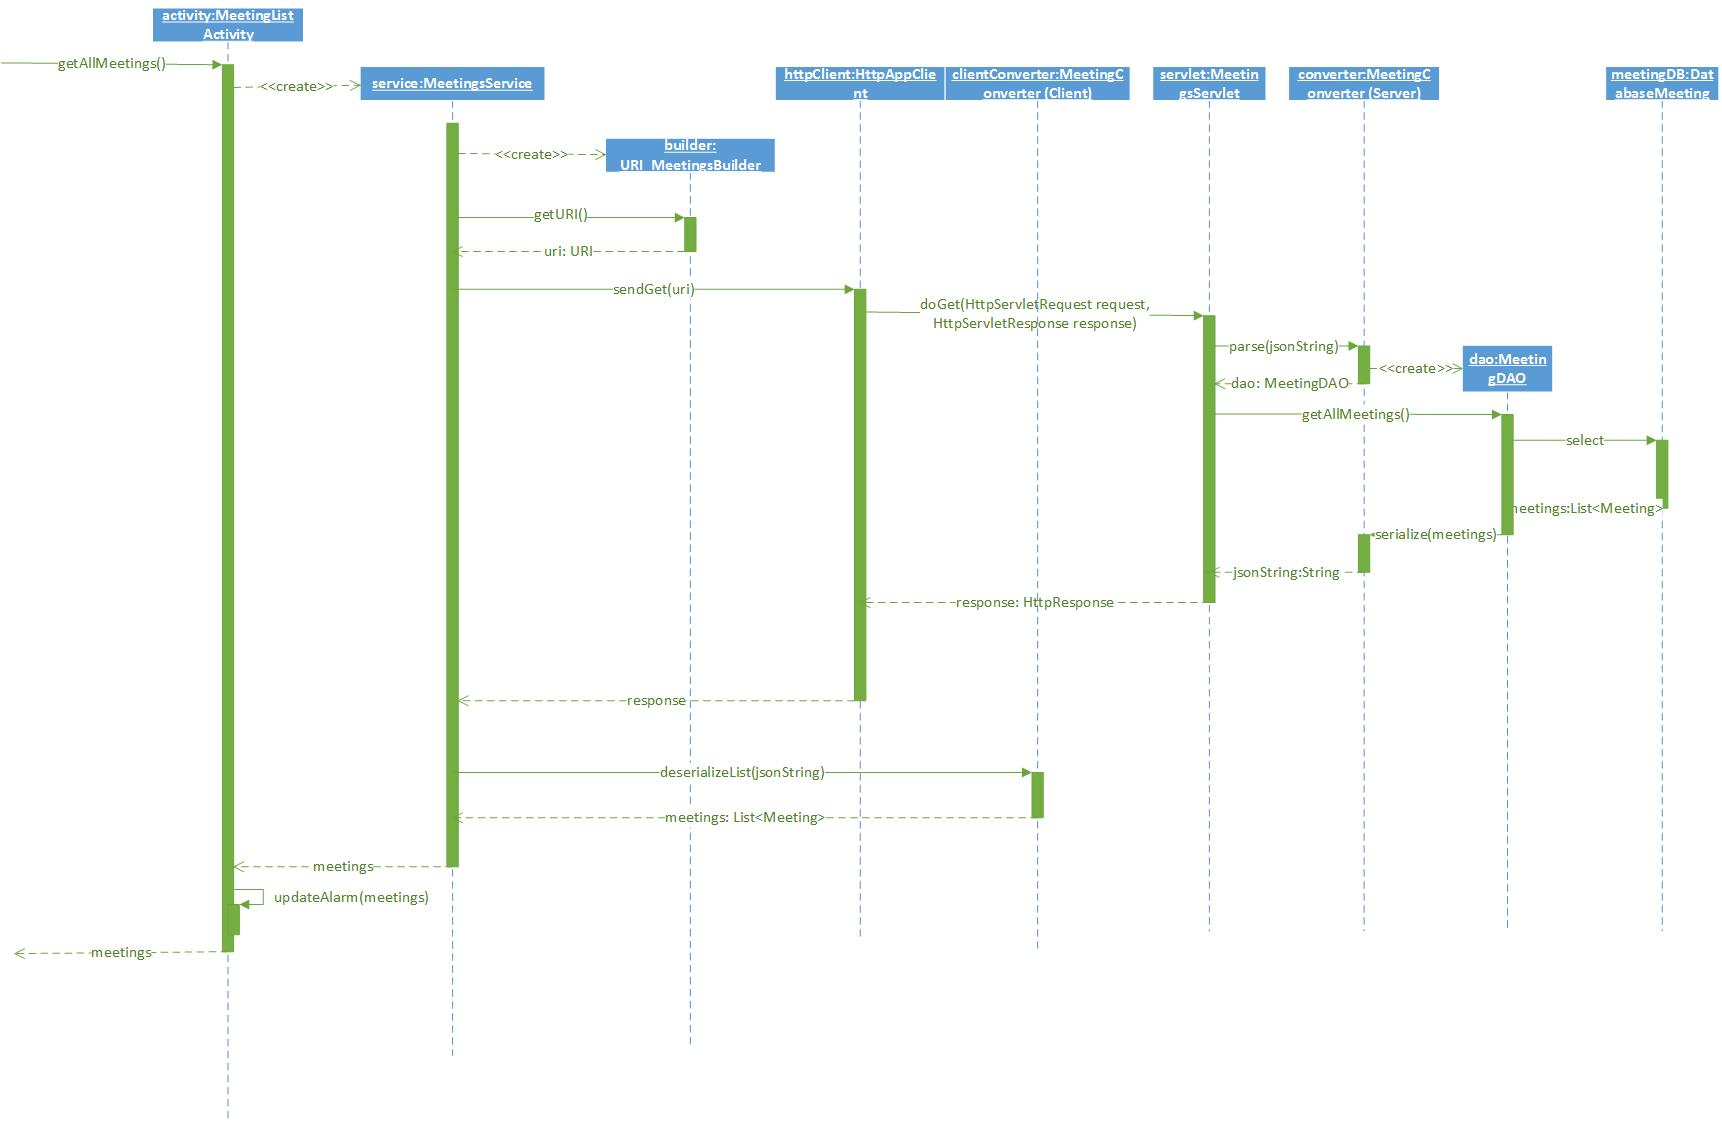 activity:MeetingList
Activity
getAllMeetings()
<<create>>
service:MeetingsService
httpClient:HttpAppClie
nt
clientConverter:MeetingC
onverter (Client)
servlet:Meetin
gsServlet
converter:MeetingC
onverter (Server)
meetingDB:Dat
abaseMeeting
<<create>>
builder:
URI_MeetingsBuilder
getURI()
uri: URI
sendGet(uri)
doGet(HttpServletRequest request,
HttpServletResponse response)
parse(jsonString)
<<create>>
dao:Meetin
gDAO
dao: MeetingDAO
getAllMeetings()
select
meetings:List<Meeting>
serialize(meetings)
jsonString:String
response: HttpResponse
response
deserializeList(jsonString)
meetings: List<Meeting>
meetings
updateAlarm(meetings)
meetings